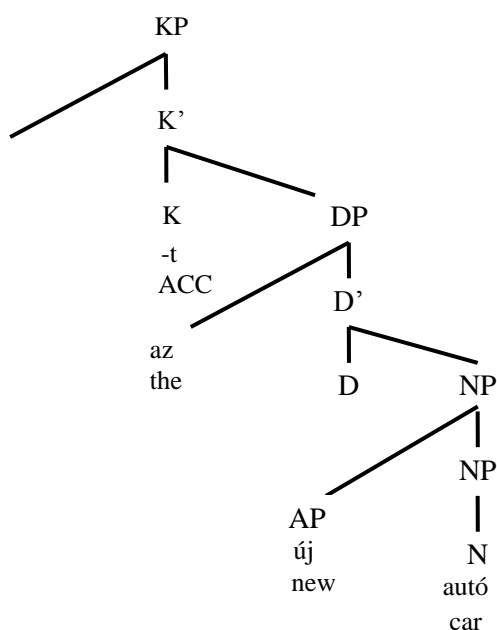 KP
K’
K DP
-t
ACC
D’
az
the
D NP
NP
AP
új N
new autó
car